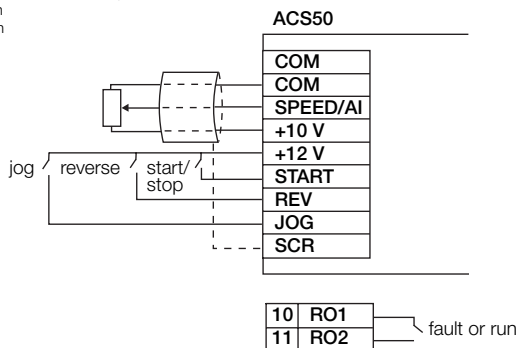 ACS50
COM
COM
SPEED/AI
+10 V
+12 V
START
REV
JOG
SCR
jog reverse start/
stop
10 RO1
11 RO2
fault or run